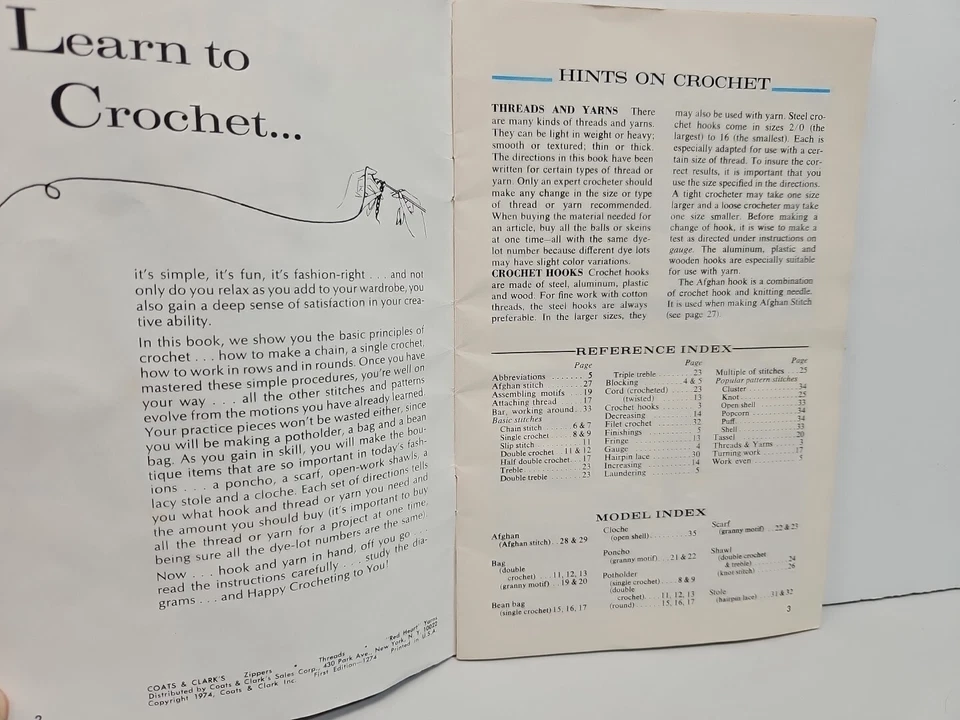 Learn to
Crochet...
it's simple, it's fun, it's fashion-right . . . and not
only do you relax as you add to your wardrobe, you
also gain a deep sense of satisfaction in your crea-
tive ability.
In this book, we show you the basic principles of
crochet . . . how to make a chain, a single crochet,
how to work in rows and in rounds. Once you have
mastered these simple procedures, you're well on
your way . . . all the other stitches and patterns
evolve from the motions you have already learned.
Your practice pieces won't be wasted either, since
you will be making a potholder, a bag and a bean
bag. As you gain in skill, you will make the bou-
tique items that are so important in today's fash-
ions . . . a poncho, a scarf, open-work shawls, a
lacy stole and a cloche. Each set of directions tells
you what hook and thread or yarn you need and
the amount you should buy (it's important to buy
all the thread or yarn for a project at one time,
being sure all the dye-lot numbers are the same).
Now . . . hook and yarn in hand, off you go . . .
read the instructions carefully . . . study the dia-
grams . . . and Happy Crocheting to You!
COATS & CLARK'S Zippers • Threads • "Red Heart" Yarns
Distributed by Coats & Clark's Sales Corp., 430 Park Ave., New York, N.Y. 10022
Copyright 1974, Coats & Clark Inc. First Edition—1274 Printed in U.S.A.
2
HINTS ON CROCHET
THREADS AND YARNS There
are many kinds of threads and yarns.
They can be light in weight or heavy;
smooth or textured; thin or thick.
The directions in this book have been
written for certain types of thread or
yarn. Only an expert crocheter should
make any change in the size or type
of thread or yarn recommended.
When buying the material needed for
an article, buy all the balls or skeins
at one time—all with the same dye-
lot number because different dye lots
may have slight color variations.
CROCHET HOOKS Crochet hooks
are made of steel, aluminum, plastic
and wood. For fine work with cotton
threads, the steel hooks are always
preferable. In the larger sizes, they
may also be used with yarn. Steel cro-
chet hooks come in sizes 2/0 (the
largest) to 16 (the smallest). Each is
especially adapted for use with a cer-
tain size of thread. To insure the cor-
rect results, it is important that you
use the size specified in the directions.
A tight crocheter may take one size
larger and a loose crocheter may take
one size smaller. Before making a
change of hook, it is wise to make a
test as directed under instructions on
gauge. The aluminum, plastic and
wooden hooks are especially suitable
for use with yarn.
The Afghan hook is a combination
of crochet hook and knitting needle.
It is used when making Afghan Stitch
(see page 27).
REFERENCE INDEX
Page
Abbreviations ........ 5
Afghan stitch ........ 27
Assembling motifs .... 19
Attaching thread ..... 17
Bar, working around .. 33
Basic stitches
Chain stitch ....... 6 & 7
Single crochet ..... 8 & 9
Slip stitch ........ 11
Double crochet ... 11 & 12
Half double crochet .. 17
Treble ............. 23
Double treble ...... 23
Page
Triple treble ...... 23
Blocking ........... 4 & 5
Cord (crocheted) ..... 23
(twisted) ........ 13
Crochet hooks ........ 3
Decreasing ........... 14
Filet crochet ........ 32
Finishings ........... 5
Fringe ............... 13
Gauge ................ 4
Hairpin lace ......... 30
Increasing ........... 14
Laundering ........... 5
Page
Multiple of stitches .... 25
Popular pattern stitches
Cluster ............ 34
Knot ............... 25
Open shell ......... 33
Popcorn ............ 34
Puff ............... 34
Shell .............. 33
Tassel ............... 20
Threads & Yarns ...... 3
Turning work ......... 17
Work even ............ 5
MODEL INDEX
Afghan
(Afghan stitch) .. 28 & 29
Bag
(double
crochet) .... 11, 12, 13
(granny motif) .. 19 & 20
Bean bag
(single crochet) 15, 16, 17
Cloche
(open shell) ......... 35
Poncho
(granny motif) .. 21 & 22
Potholder
(single crochet) ... 8 & 9
(double
crochet) .... 11, 12, 13
(round) ..... 15, 16, 17
Scarf
(granny motif) .. 22 & 23
Shawl
(double crochet
& treble) ........ 24
(knot stitch) ........ 26
Stole
(hairpin lace) ... 31 & 32
3